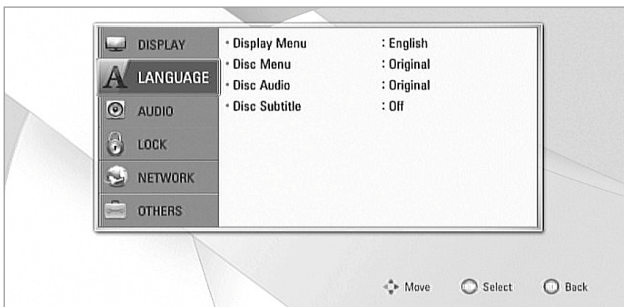 DISPLAY
LANGUAGE
AUDIO
LOCK
NETWORK
OTHERS
• Display Menu : English
• Disc Menu : Original
• Disc Audio : Original
• Disc Subtitle : Off
Move Select Back